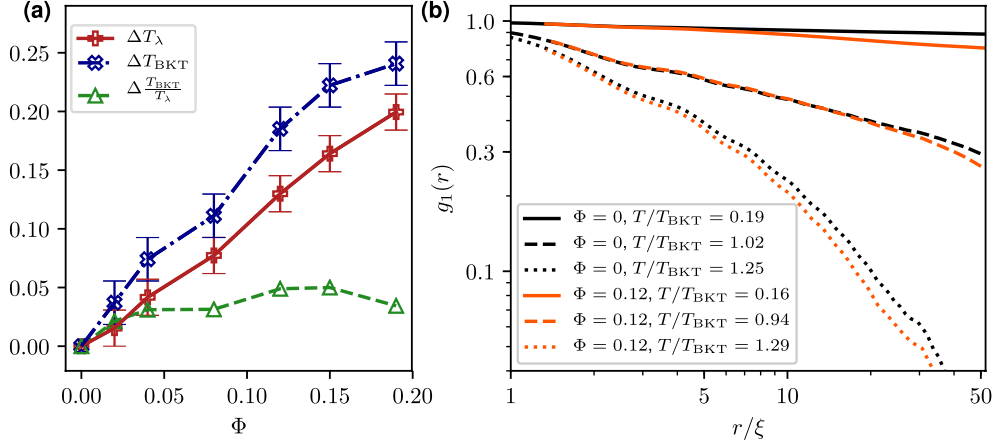 (a)
ΔT_λ
ΔT_BKT
Δ T_BKT/T_λ
0.25
0.20
0.15
0.10
0.05
0.00
0.00 0.05 0.10 0.15 0.20
Φ
(b)
1.0
0.6
0.3
0.1
g₁(r)
Φ = 0, T/T_BKT = 0.19
Φ = 0, T/T_BKT = 1.02
Φ = 0, T/T_BKT = 1.25
Φ = 0.12, T/T_BKT = 0.16
Φ = 0.12, T/T_BKT = 0.94
Φ = 0.12, T/T_BKT = 1.29
1 5 10 50
r/ξ